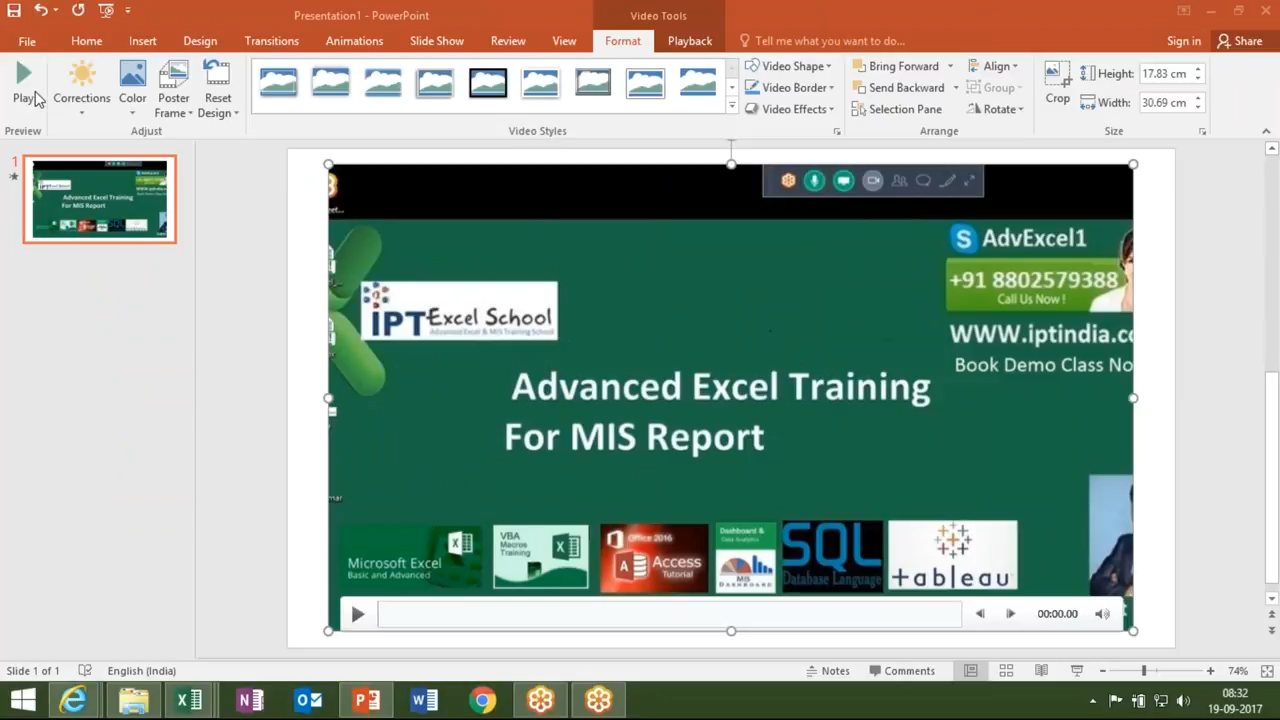 Presentation1 - PowerPoint
Video Tools
File
Home
Insert
Design
Transitions
Animations
Slide Show
Review
View
Format
Playback
Tell me what you want to do...
Sign in
Share
Play
Corrections
Color
Poster Frame
Reset Design
Video Shape
Video Border
Video Effects
Bring Forward
Send Backward
Selection Pane
Align
Group
Rotate
Crop
Height: 17.83 cm
Width: 30.69 cm
Preview
Adjust
Video Styles
Arrange
Size
1
AdvExcel1
+91 8802579388
Call Us Now !
WWW.iptindia.co
Book Demo Class No
iPT Excel School
Advanced Excel & MIS Training School
Advanced Excel Training
For MIS Report
Microsoft Excel
Basic and Advanced
VBA
Macros
Training
Office 2016
Access
Tutorial
Dashboard &
Data Analytics
MIS
DASHBOARD
SQL
Database Language
+ableau
00:00.00
Slide 1 of 1
English (India)
Notes
Comments
74%
08:32
19-09-2017